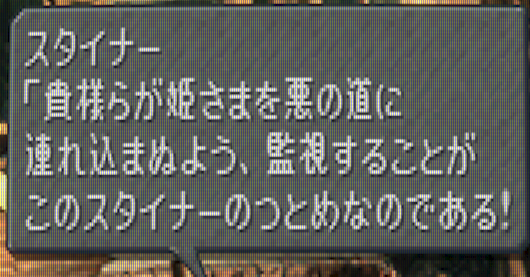 スタイナー
「貴様らが姫さまを悪の道に
連れ込まぬよう、監視することが
このスタイナーのつとめなのである!